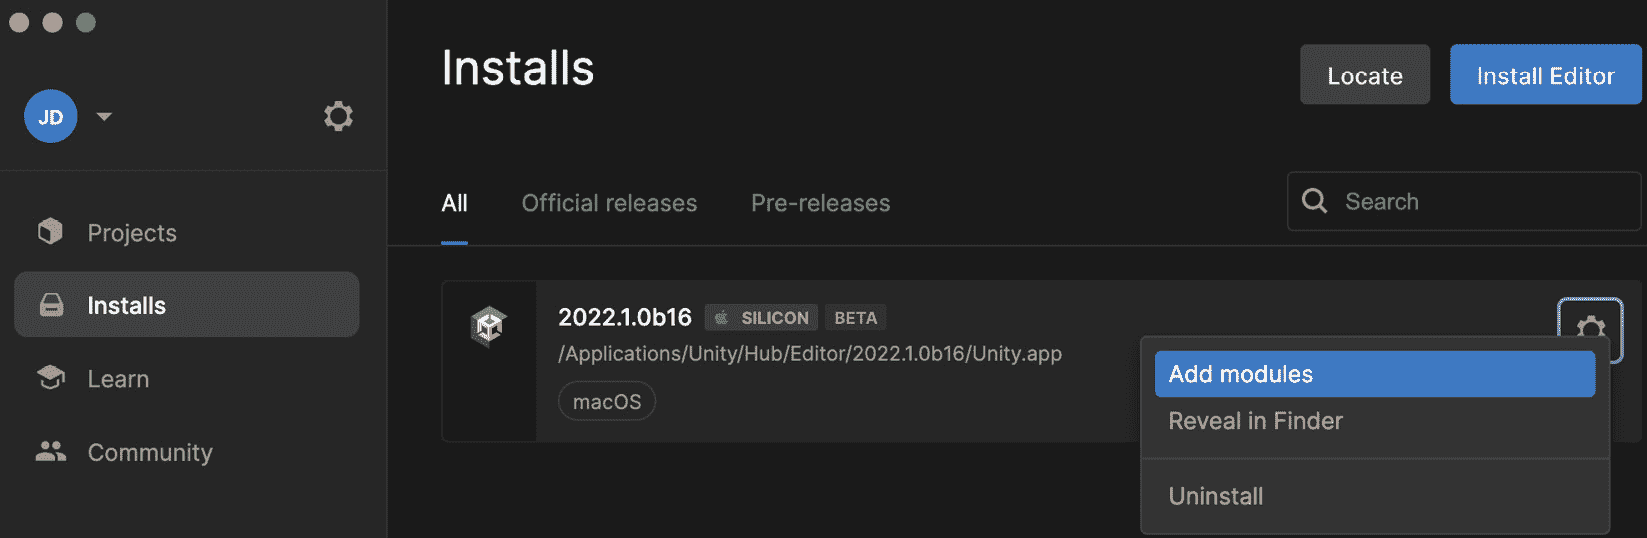 JD
Projects
Installs
Learn
Community
Installs
Locate
Install Editor
All
Official releases
Pre-releases
Search
2022.1.0b16 SILICON BETA
/Applications/Unity/Hub/Editor/2022.1.0b16/Unity.app
macOS
Add modules
Reveal in Finder
Uninstall